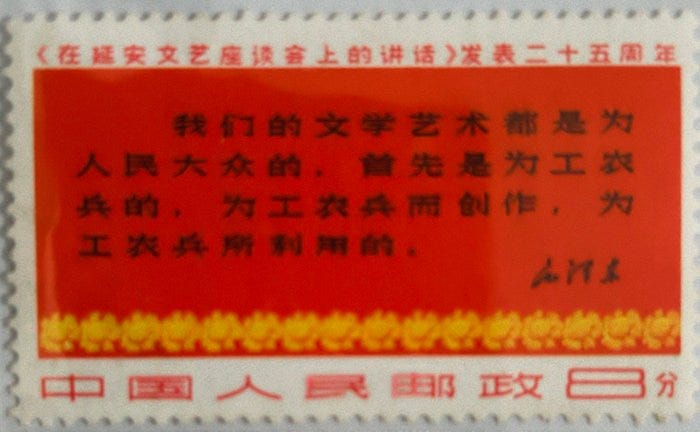 《在延安文艺座谈会上的讲话》发表二十五周年
我们的文学艺术都是为
人民大众的，首先是为工农
兵的，为工农兵而创作，为
工农兵所利用的。
毛泽东
中国人民邮政 8分